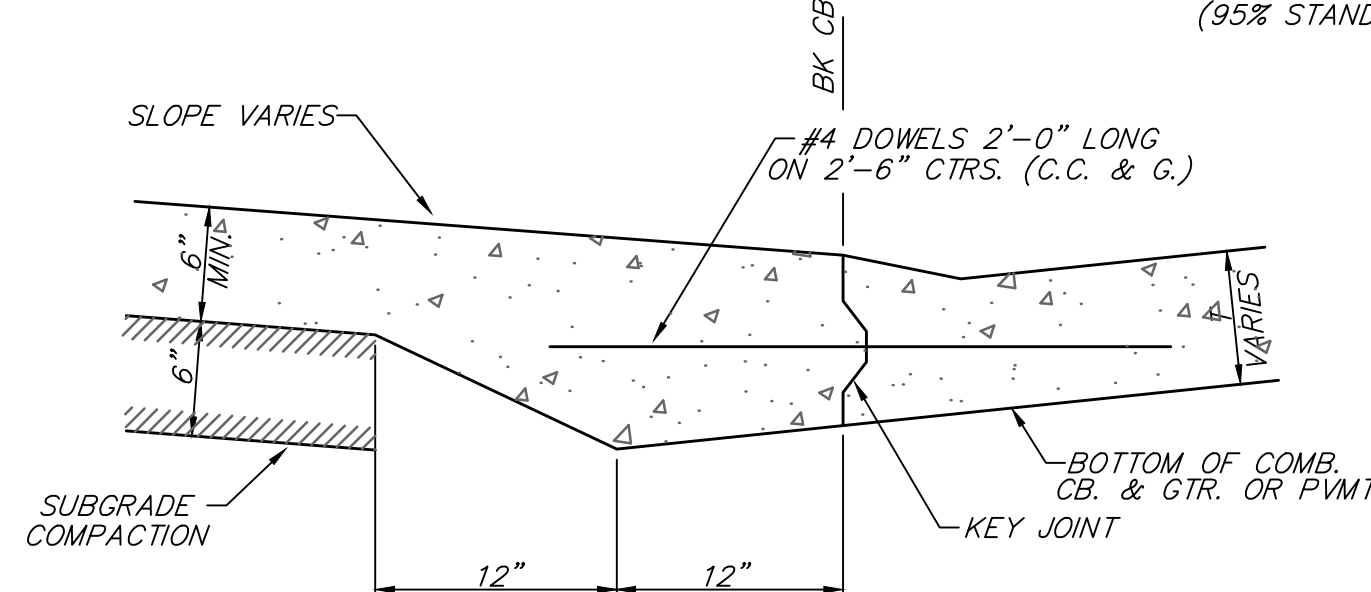 (95% STAND
BK CB
SLOPE VARIES
#4 DOWELS 2'-0" LONG
ON 2'-6" CTRS. (C.C. & G.)
6"
MIN.
6"
T
VARIES
BOTTOM OF COMB.
CB. & GTR. OR PVMT
SUBGRADE
COMPACTION
KEY JOINT
12"
12"